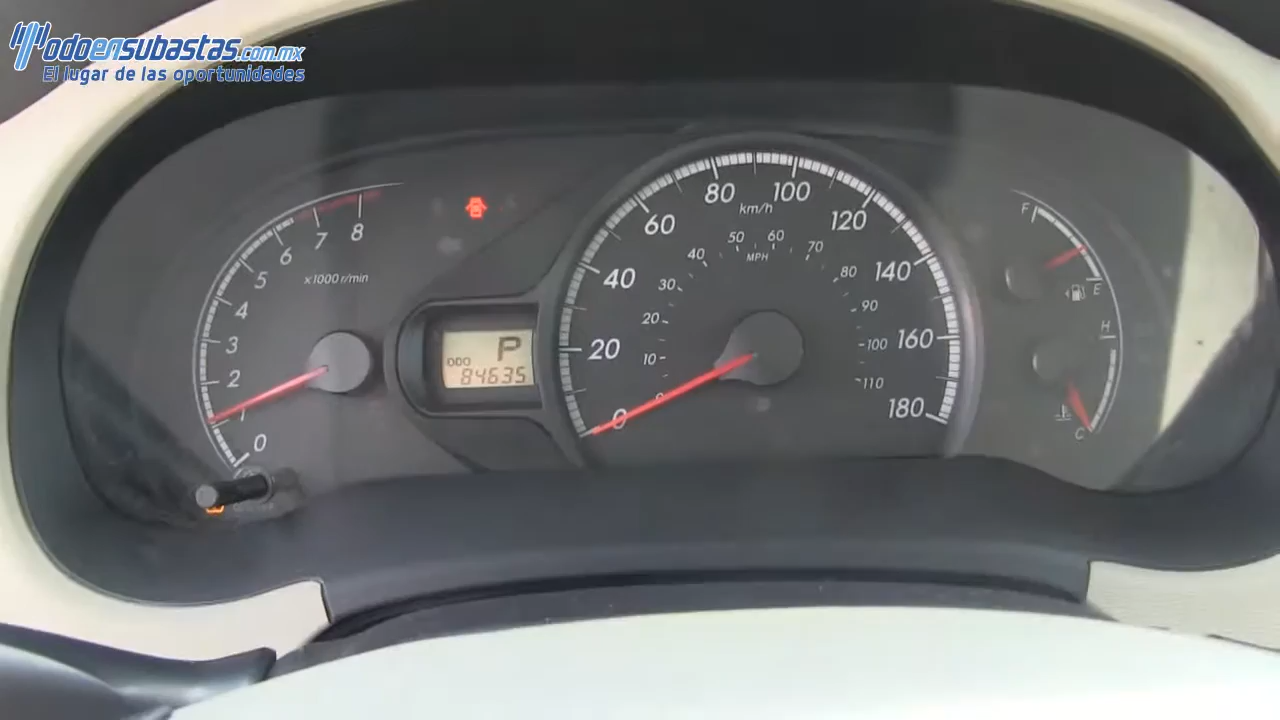 Todoensubastas.com.mx
El lugar de las oportunidades
0
1
2
3
4
5
6
7
8
x1000 r/min
P
ODO
84635
0
20
40
60
80
100
120
140
160
180
km/h
0
10
20
30
40
50
60
70
80
90
100
110
MPH
F
E
H
C